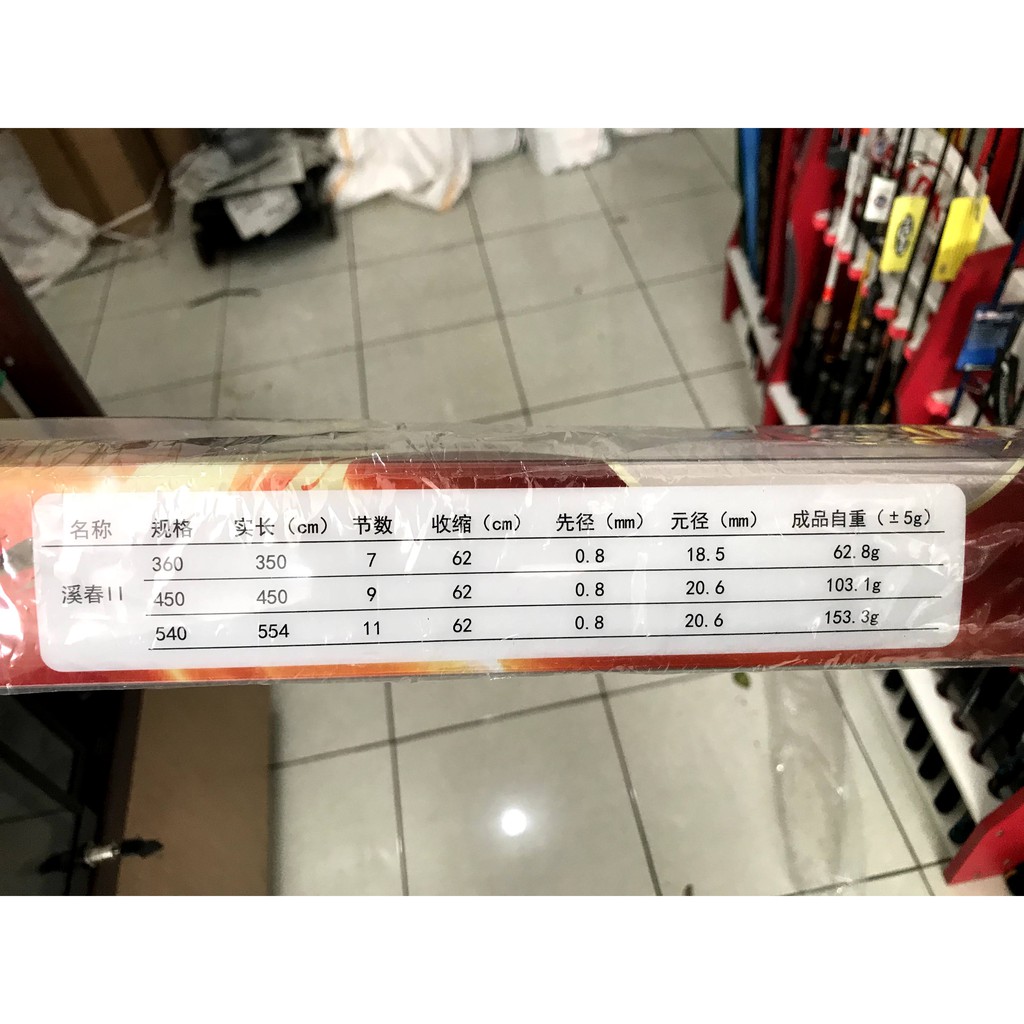 名称 规格 实长（cm） 节数 收缩（cm） 先径（mm） 元径（mm） 成品自重（±5g）
360 350 7 62 0.8 18.5 62.8g
溪春II 450 450 9 62 0.8 20.6 103.1g
540 554 11 62 0.8 20.6 153.3g